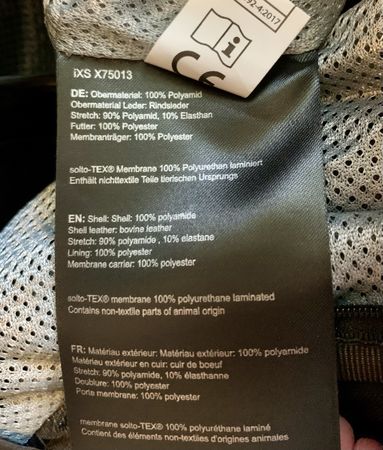 92-4:2017
i
CE
iXS X75013
DE: Obermaterial: 100% Polyamid
Obermaterial Leder: Rindsleder
Stretch: 90% Polyamid, 10% Elasthan
Futter: 100% Polyester
Membranträger: 100% Polyester
solto-TEX® Membrane 100% Polyurethan laminiert
Enthält nichttextile Teile tierischen Ursprungs
EN: Shell: Shell: 100% polyamide
Shell leather: bovine leather
Stretch: 90% polyamide , 10% elastane
Lining: 100% polyester
Membrane carrier: 100% polyester
solto-TEX® membrane 100% polyurethane laminated
Contains non-textile parts of animal origin
FR: Matériau extérieur: Matériau extérieur: 100% polyamide
Matériau extérieur en cuir: cuir de boeuf
Stretch: 90% polyamide, 10% élasthanne
Doublure: 100% polyester
Porte membrane: 100% polyester
membrane solto-TEX® 100% polyuréthane laminé
Contient des éléments non-textiles d'origines animales